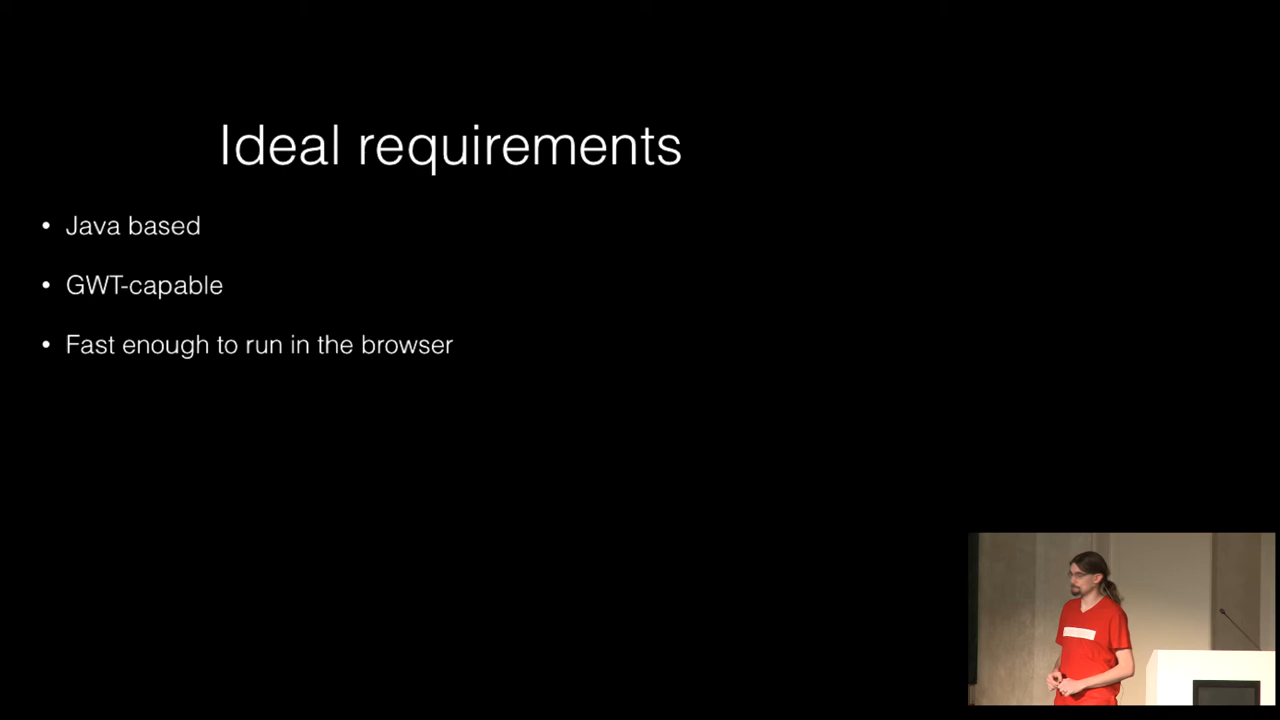 Ideal requirements
• Java based
• GWT-capable
• Fast enough to run in the browser